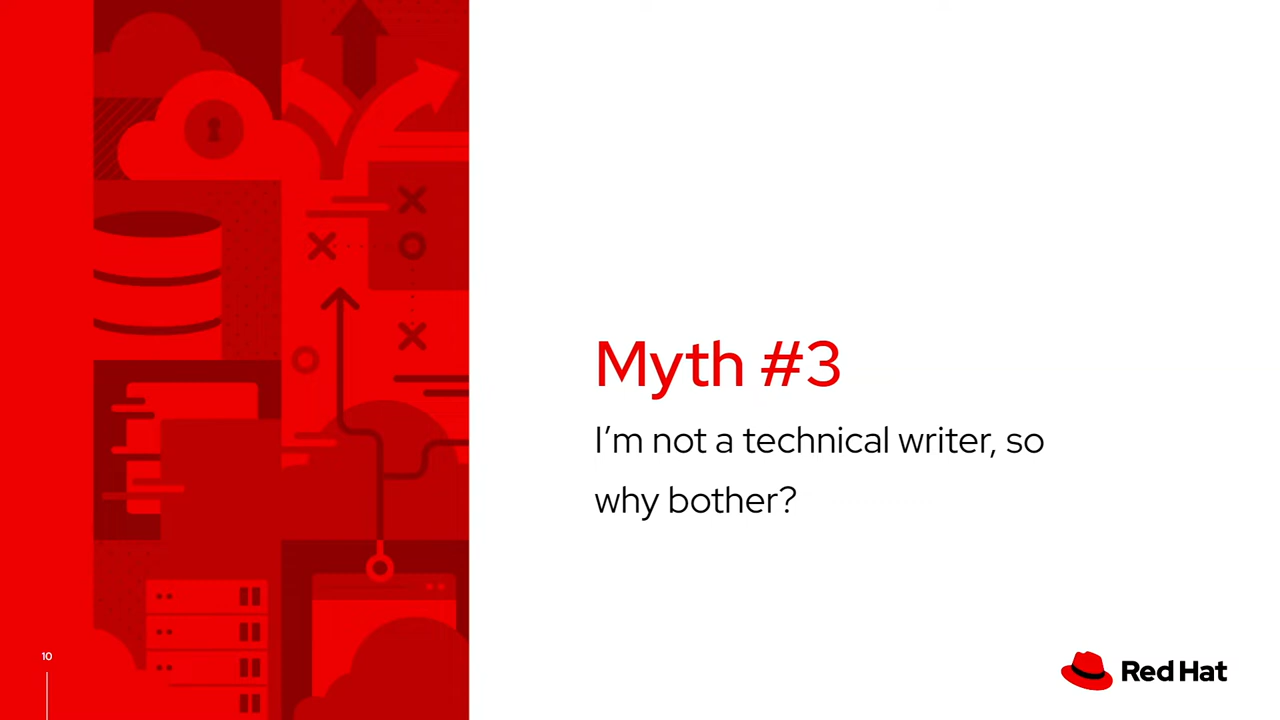 Myth #3
I’m not a technical writer, so
why bother?
10
Red Hat